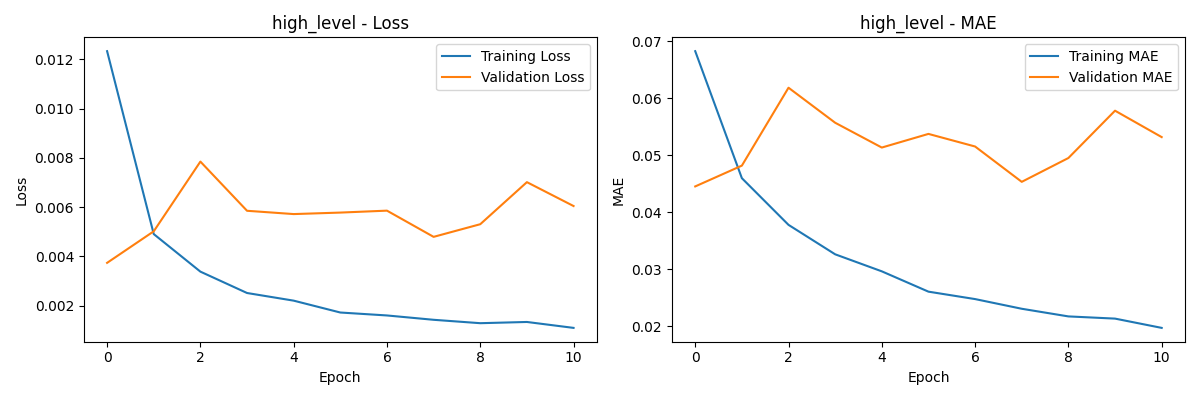 high_level - Loss
Training Loss
Validation Loss
0.012
0.010
0.008
0.006
0.004
0.002
Loss
0 2 4 6 8 10
Epoch
high_level - MAE
Training MAE
Validation MAE
0.07
0.06
0.05
0.04
0.03
0.02
MAE
0 2 4 6 8 10
Epoch